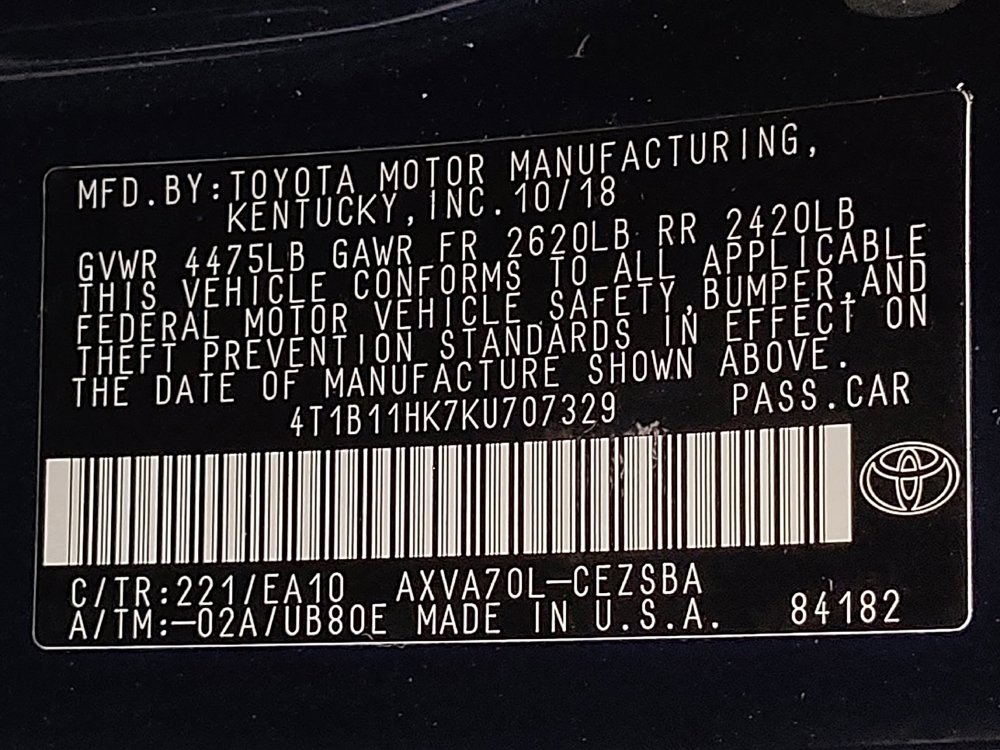 MFD.BY:TOYOTA MOTOR MANUFACTURING,
KENTUCKY,INC.10/18
GVWR 4475LB GAWR FR 2620LB RR 2420LB
THIS VEHICLE CONFORMS TO ALL APPLICABLE
FEDERAL MOTOR VEHICLE SAFETY,BUMPER,AND
THEFT PREVENTION STANDARDS IN EFFECT ON
THE DATE OF MANUFACTURE SHOWN ABOVE.
4T1B11HK7KU707329 PASS.CAR
C/TR:221/EA10 AXVA70L-CEZSBA
A/TM:-02A/UB80E MADE IN U.S.A. 84182